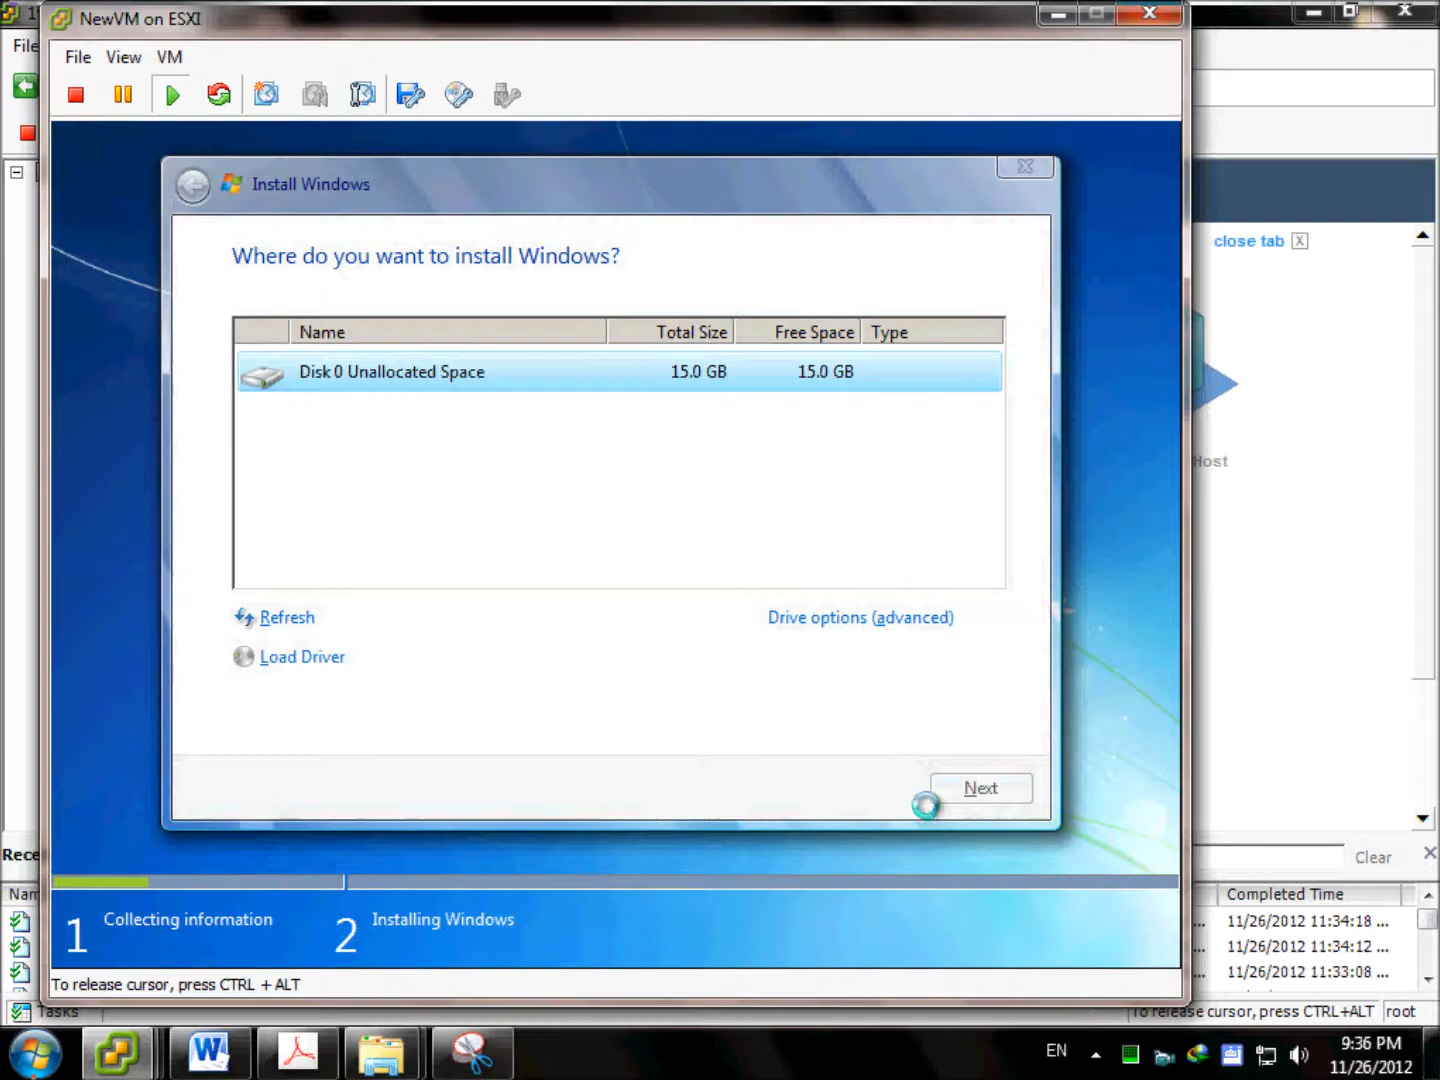 NewVM on ESXI
File
File View VM
Install Windows
Where do you want to install Windows?
close tab X
Name Total Size Free Space Type
Disk 0 Unallocated Space 15.0 GB 15.0 GB
Host
Refresh Drive options (advanced)
Load Driver
Next
Rece
Clear
Completed Time
1 Collecting information 2 Installing Windows
11/26/2012 11:34:18 ...
11/26/2012 11:34:12 ...
11/26/2012 11:33:08 ...
To release cursor, press CTRL + ALT
Tasks
To release cursor, press CTRL+ALT root
EN
9:36 PM
11/26/2012